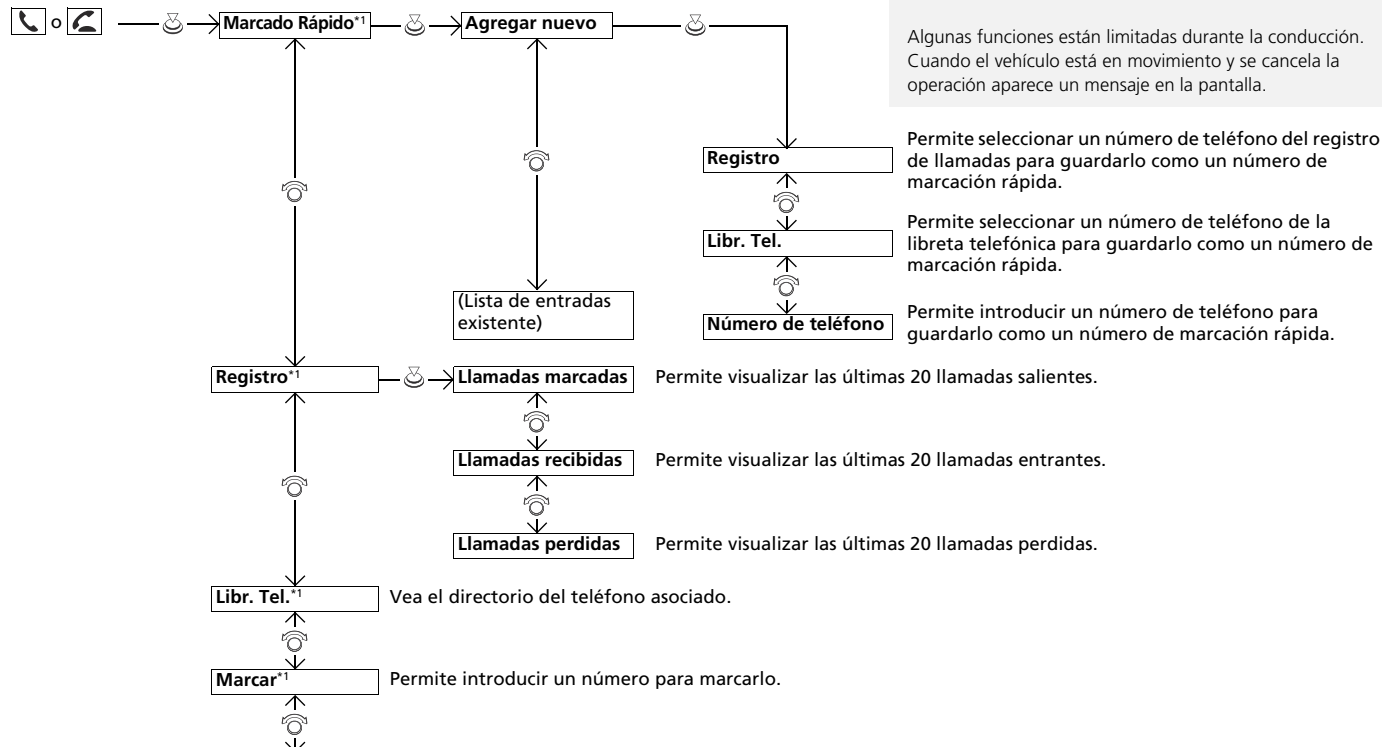 o
Marcado Rápido*1
Agregar nuevo
Algunas funciones están limitadas durante la conducción.
Cuando el vehículo está en movimiento y se cancela la
operación aparece un mensaje en la pantalla.
Registro
Permite seleccionar un número de teléfono del registro
de llamadas para guardarlo como un número de
marcación rápida.
Libr. Tel.
Permite seleccionar un número de teléfono de la
libreta telefónica para guardarlo como un número de
marcación rápida.
(Lista de entradas
existente)
Número de teléfono
Permite introducir un número de teléfono para
guardarlo como un número de marcación rápida.
Registro*1
Llamadas marcadas
Permite visualizar las últimas 20 llamadas salientes.
Llamadas recibidas
Permite visualizar las últimas 20 llamadas entrantes.
Llamadas perdidas
Permite visualizar las últimas 20 llamadas perdidas.
Libr. Tel.*1
Vea el directorio del teléfono asociado.
Marcar*1
Permite introducir un número para marcarlo.